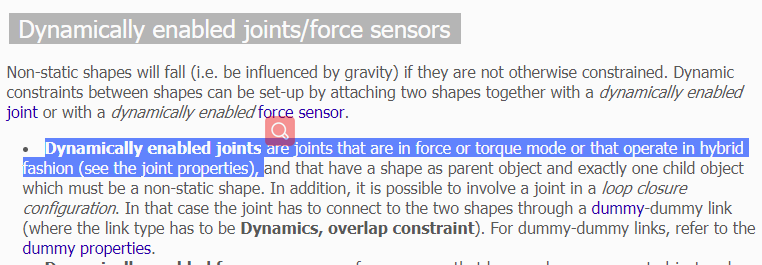 Dynamically enabled joints/force sensors
Non-static shapes will fall (i.e. be influenced by gravity) if they are not otherwise constrained. Dynamic
constraints between shapes can be set-up by attaching two shapes together with a dynamically enabled
joint or with a dynamically enabled force sensor.
• Dynamically enabled joints are joints that are in force or torque mode or that operate in hybrid
fashion (see the joint properties), and that have a shape as parent object and exactly one child object
which must be a non-static shape. In addition, it is possible to involve a joint in a loop closure
configuration. In that case the joint has to connect to the two shapes through a dummy-dummy link
(where the link type has to be Dynamics, overlap constraint). For dummy-dummy links, refer to the
dummy properties.